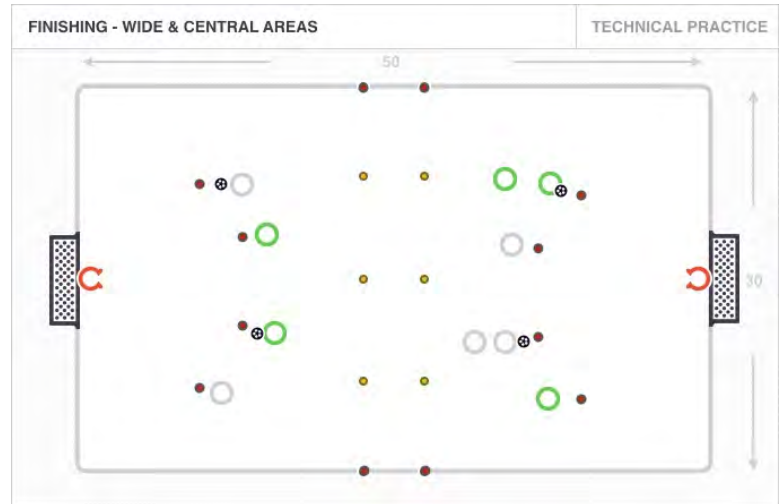 FINISHING - WIDE & CENTRAL AREAS
TECHNICAL PRACTICE
50
30